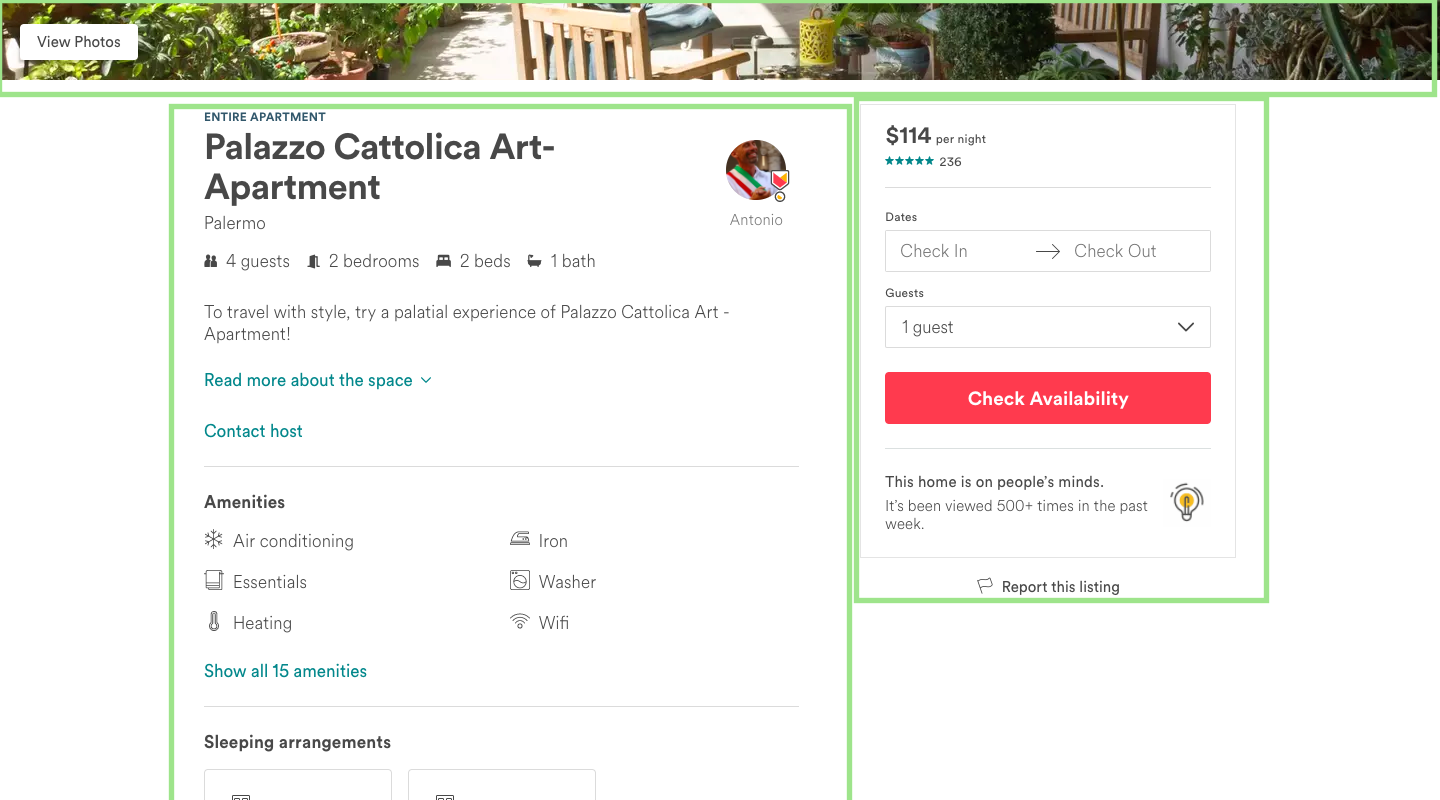 View Photos
ENTIRE APARTMENT
Palazzo Cattolica Art-
Apartment
Palermo
Antonio
4 guests 2 bedrooms 2 beds 1 bath
To travel with style, try a palatial experience of Palazzo Cattolica Art -
Apartment!
Read more about the space
Contact host
Amenities
Air conditioning
Iron
Essentials
Washer
Heating
Wifi
Show all 15 amenities
Sleeping arrangements
$114 per night
236
Dates
Check In
Check Out
Guests
1 guest
Check Availability
This home is on people’s minds.
It’s been viewed 500+ times in the past
week.
Report this listing